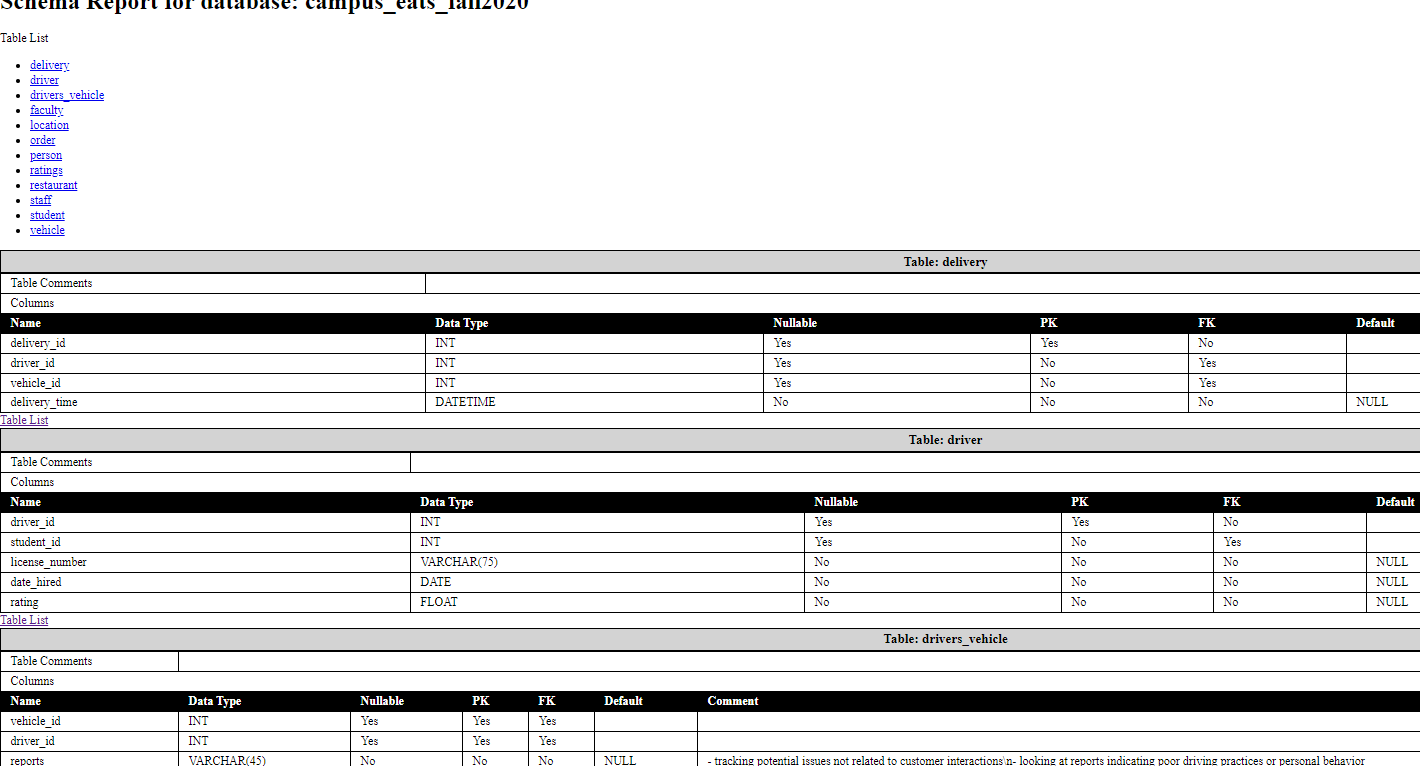 Schema Report for database: campus_eats_fall2020
Table List
delivery
driver
drivers_vehicle
faculty
location
order
person
ratings
restaurant
staff
student
vehicle
Table: delivery
Table Comments
Columns
Name Data Type Nullable PK FK Default
delivery_id INT Yes Yes No
driver_id INT Yes No Yes
vehicle_id INT Yes No Yes
delivery_time DATETIME No No No NULL
Table List
Table: driver
Table Comments
Columns
Name Data Type Nullable PK FK Default
driver_id INT Yes Yes No
student_id INT Yes No Yes
license_number VARCHAR(75) No No No NULL
date_hired DATE No No No NULL
rating FLOAT No No No NULL
Table List
Table: drivers_vehicle
Table Comments
Columns
Name Data Type Nullable PK FK Default Comment
vehicle_id INT Yes Yes Yes
driver_id INT Yes Yes Yes
reports VARCHAR(45) No No No NULL - tracking potential issues not related to customer interactions\n- looking at reports indicating poor driving practices or personal behavior